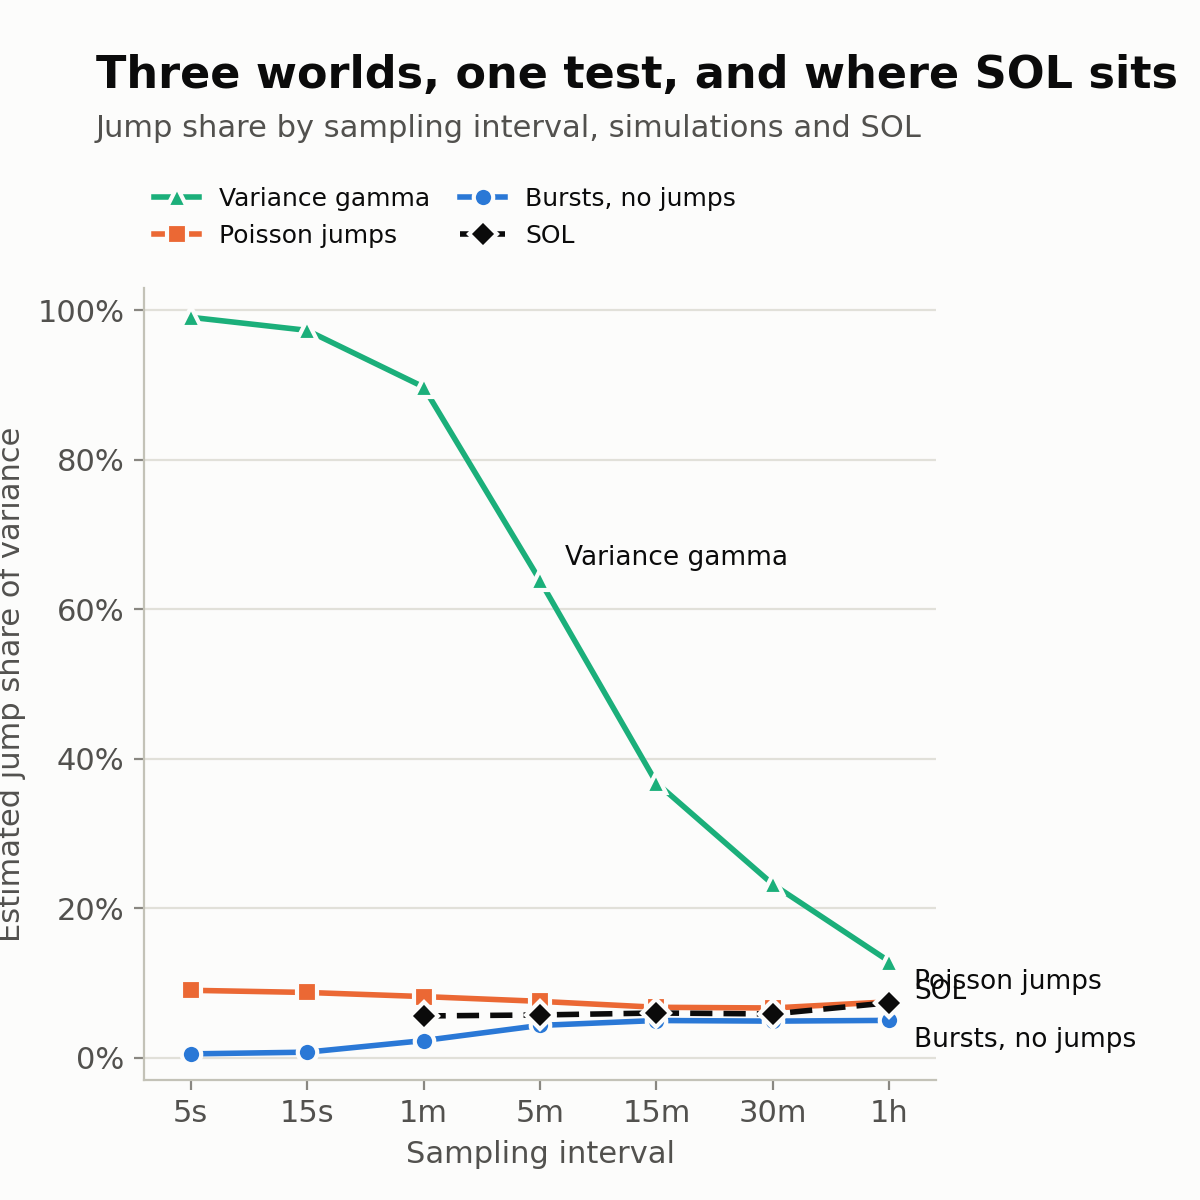 Three worlds, one test, and where SOL sits
Jump share by sampling interval, simulations and SOL
Variance gamma
Bursts, no jumps
Poisson jumps
SOL
Estimated jump share of variance
100%
80%
60%
40%
20%
0%
Variance gamma
Poisson jumps
SOL
Bursts, no jumps
5s 15s 1m 5m 15m 30m 1h
Sampling interval